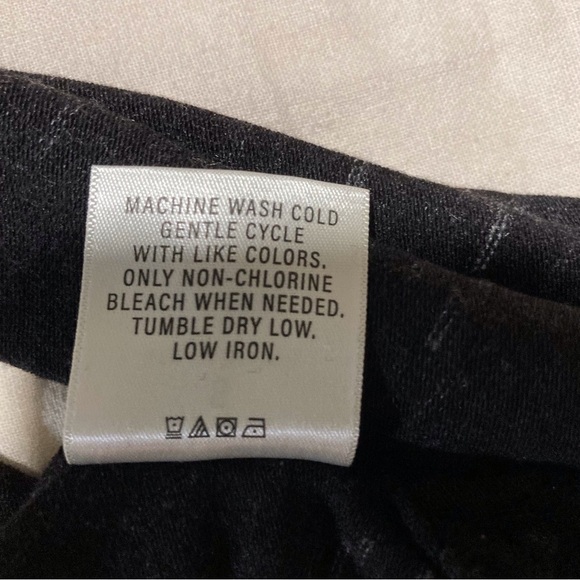 MACHINE WASH COLD
GENTLE CYCLE
WITH LIKE COLORS.
ONLY NON-CHLORINE
BLEACH WHEN NEEDED.
TUMBLE DRY LOW.
LOW IRON.